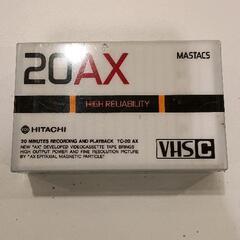 MASTACS
20AX
HIGH RELIABILITY
HITACHI
20 MINUTES RECORDING AND PLAYBACK TC-20 AX
NEW "AX" DEVELOPED VIDEOCASSETTE TAPE BRINGS
HIGH OUTPUT POWER AND FINE RESOLUTION PICTURE
BY "AX EPITAXIAL MAGNETIC PARTICLE"
VHS C